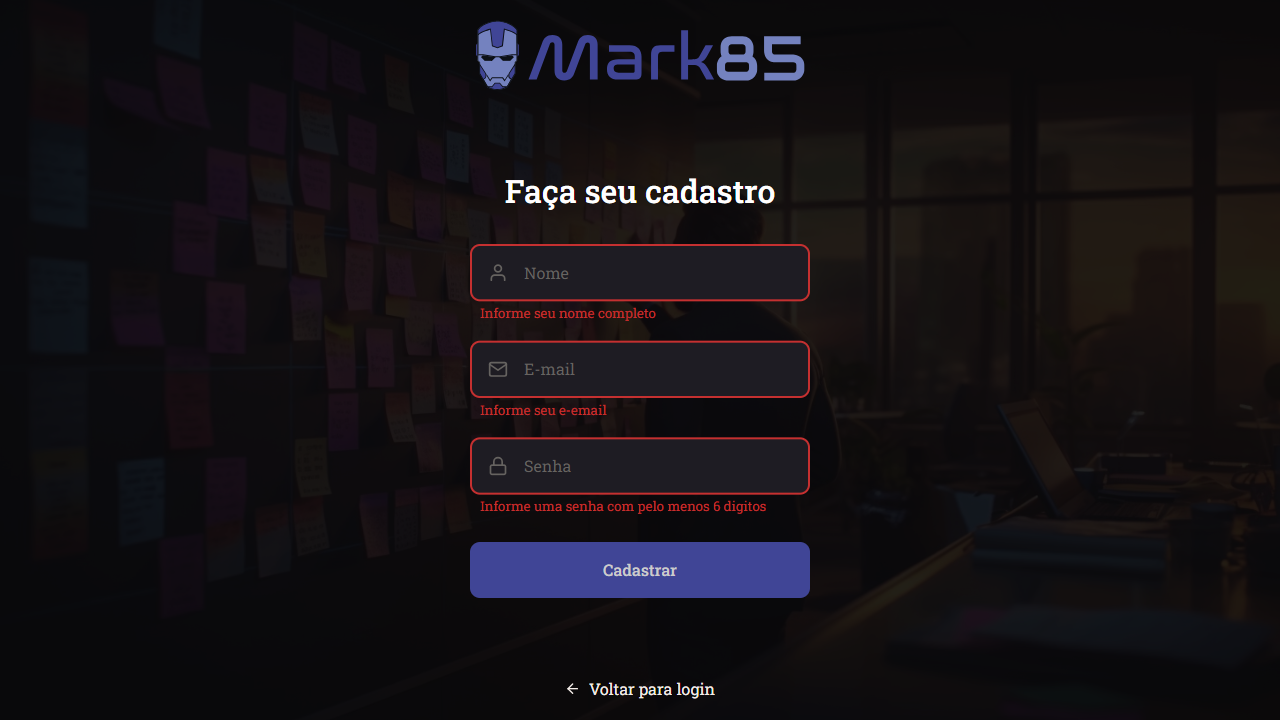 Mark85
Faça seu cadastro
Nome
Informe seu nome completo
E-mail
Informe seu e-email
Senha
Informe uma senha com pelo menos 6 digitos
Cadastrar
Voltar para login